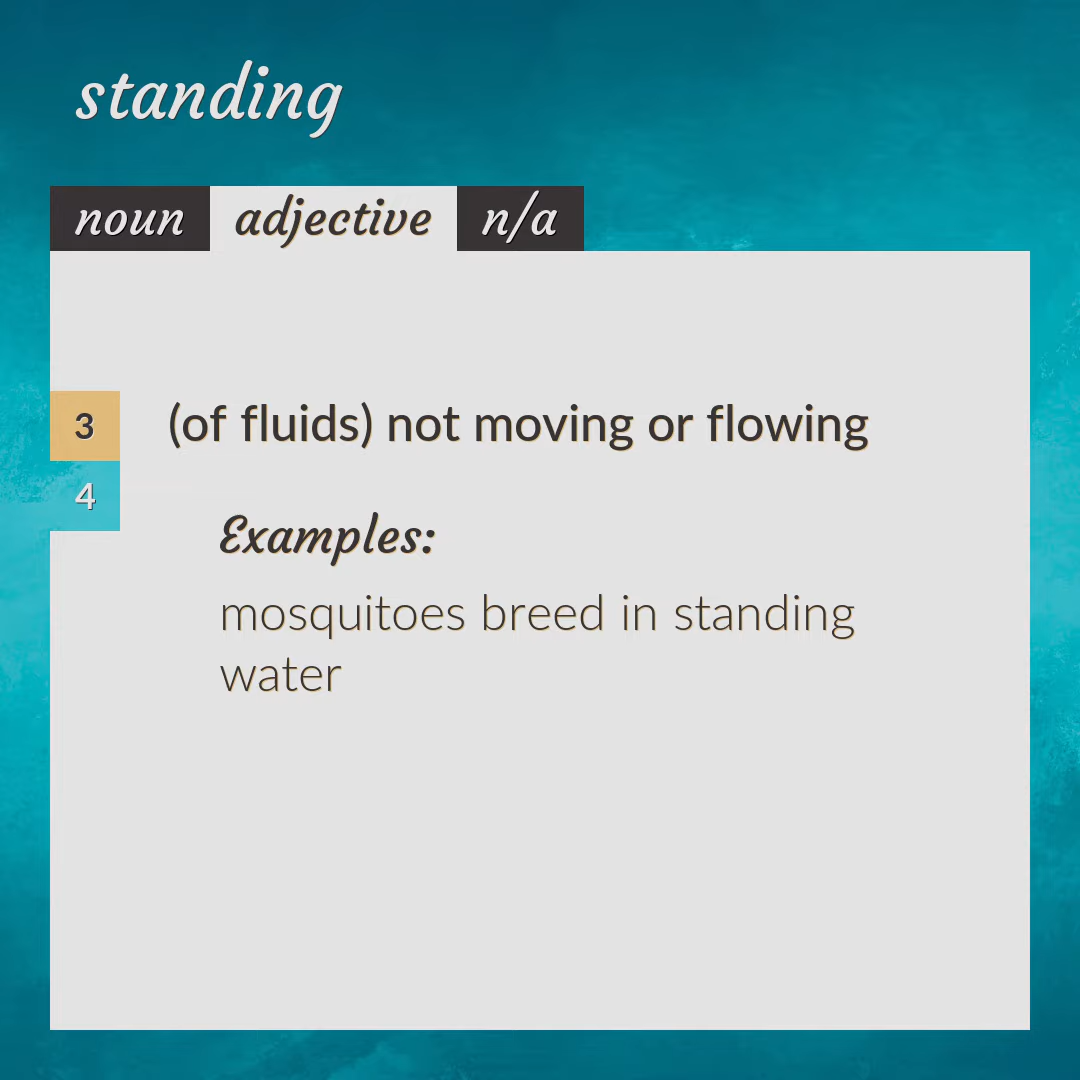 standing
noun adjective n/a
3 (of fluids) not moving or flowing
4
Examples:
mosquitoes breed in standing
water